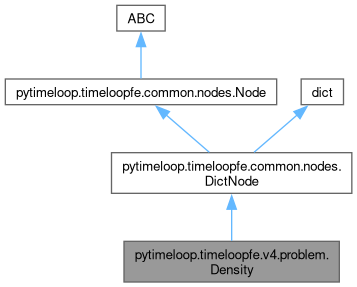 ABC
pytimeloop.timeloopfe.common.nodes.Node
dict
pytimeloop.timeloopfe.common.nodes.
DictNode
pytimeloop.timeloopfe.v4.problem.
Density